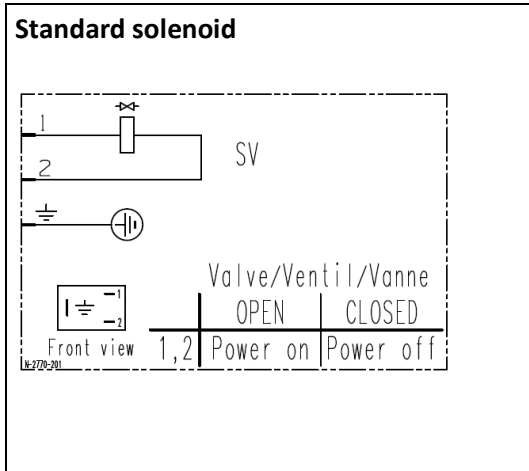 Standard solenoid
1
2
SV
1
2
Front view
N-2770-201
Valve/Ventil/Vanne
OPEN CLOSED
1,2 Power on Power off